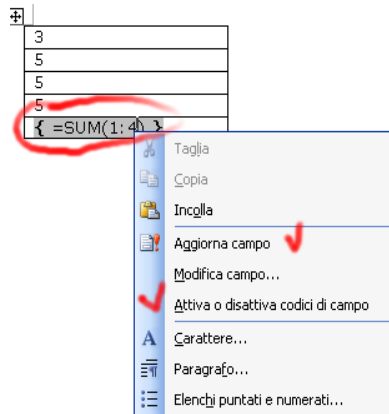 3
5
5
5
{ =SUM(1:4) }
Taglia
Copia
Incolla
Aggiorna campo
Modifica campo...
Attiva o disattiva codici di campo
Carattere...
Paragrafo...
Elenchi puntati e numerati...